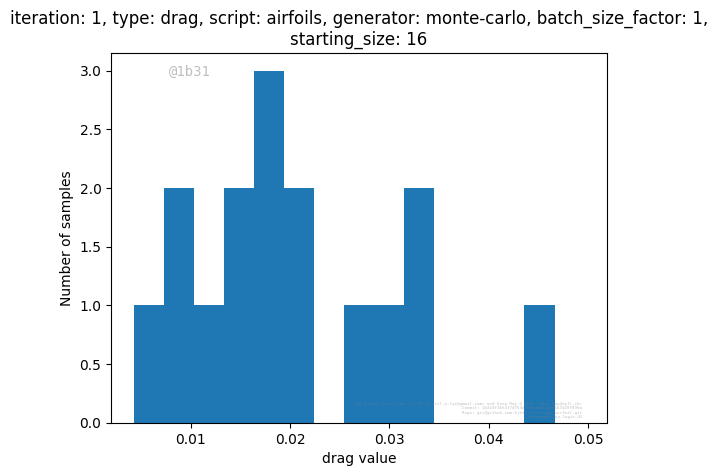 iteration: 1, type: drag, script: airfoils, generator: monte-carlo, batch_size_factor: 1,
starting_size: 16
@1b31
3.0
2.5
2.0
1.5
1.0
0.5
0.0
Number of samples
0.01
0.02
0.03
0.04
0.05
drag value